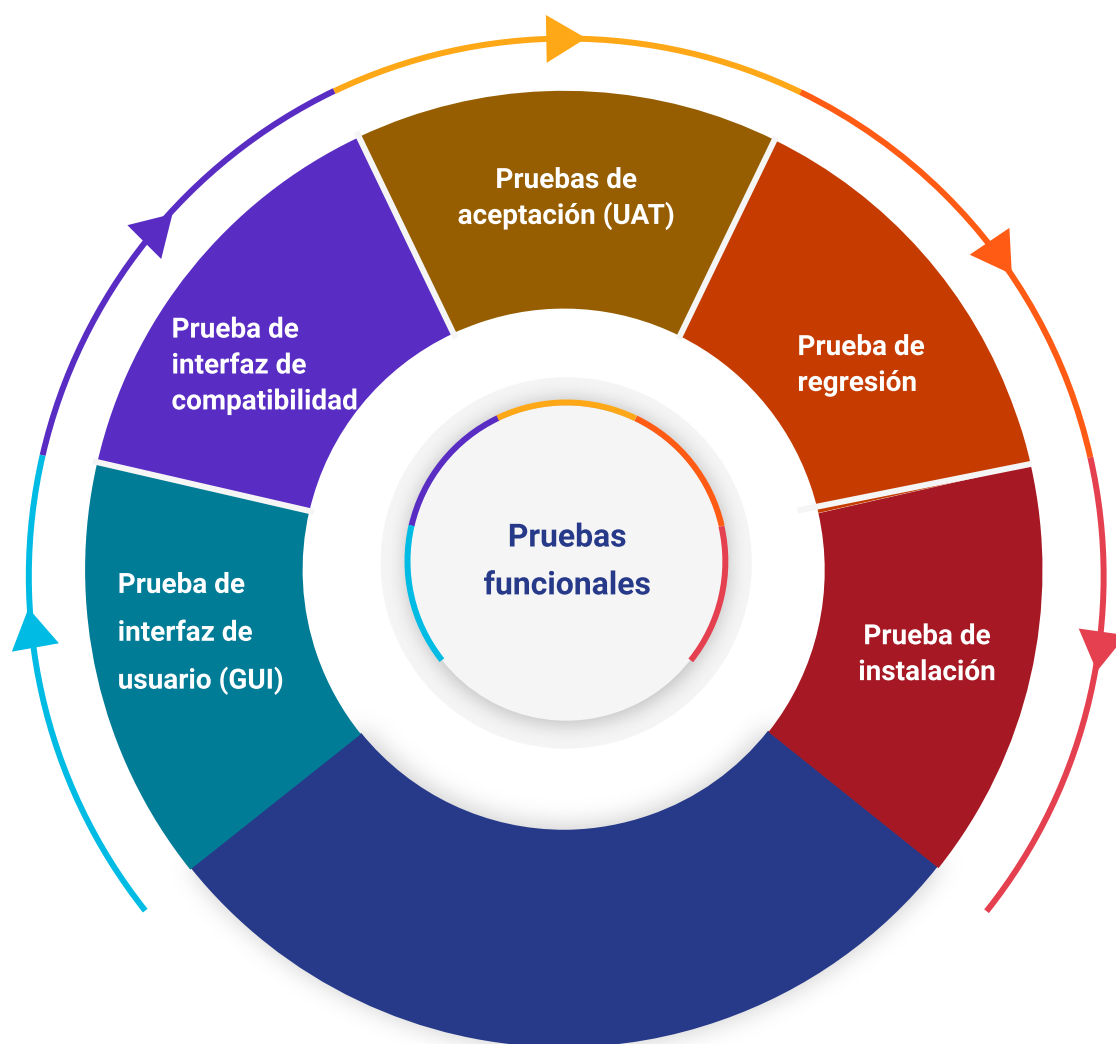 Pruebas de
aceptación (UAT)
Prueba de
interfaz de
compatibilidad
Prueba de
regresión
Pruebas
funcionales
Prueba de
interfaz de
usuario (GUI)
Prueba de
instalación